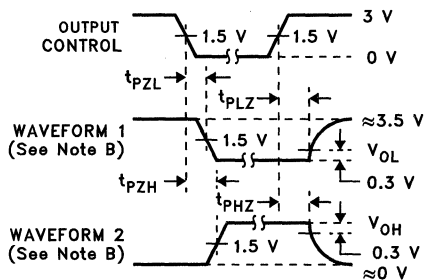 OUTPUT CONTROL
1.5 V
1.5 V
3 V
0 V
tPZL
tPLZ
WAVEFORM 1
(See Note B)
1.5 V
≈3.5 V
VOL
0.3 V
tPZH
tPHZ
WAVEFORM 2
(See Note B)
1.5 V
VOH
0.3 V
≈0 V